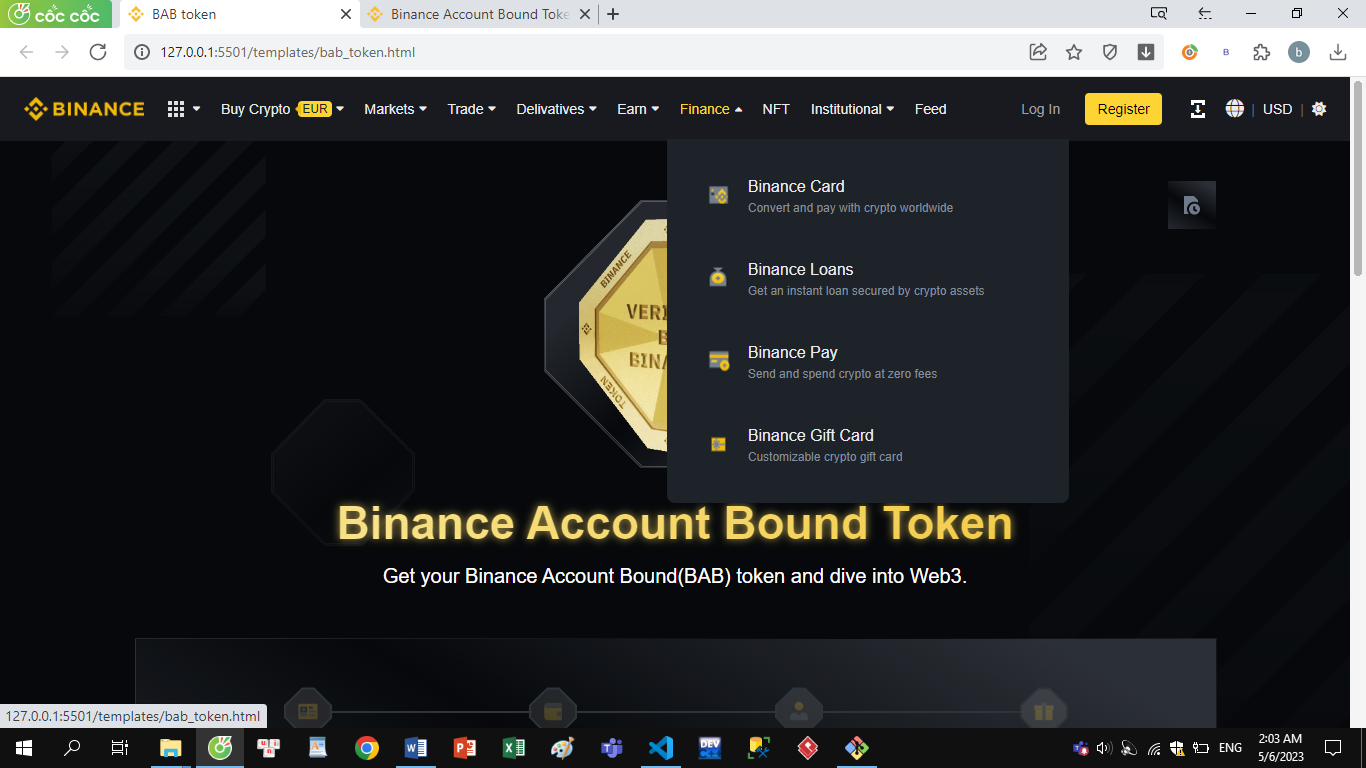 cốc cốc
BAB token
Binance Account Bound Toke
127.0.0.1:5501/templates/bab_token.html
B
b
BINANCE
Buy Crypto EUR
Markets
Trade
Delivatives
Earn
Finance
NFT
Institutional
Feed
Log In
Register
| USD |
Binance Card
Convert and pay with crypto worldwide
Binance Loans
Get an instant loan secured by crypto assets
Binance Pay
Send and spend crypto at zero fees
Binance Gift Card
Customizable crypto gift card
BINANCE
VERI
B
BINA
TOKEN
Binance Account Bound Token
Get your Binance Account Bound(BAB) token and dive into Web3.
127.0.0.1:5501/templates/bab_token.html
DEV
ENG
2:03 AM
5/6/2023